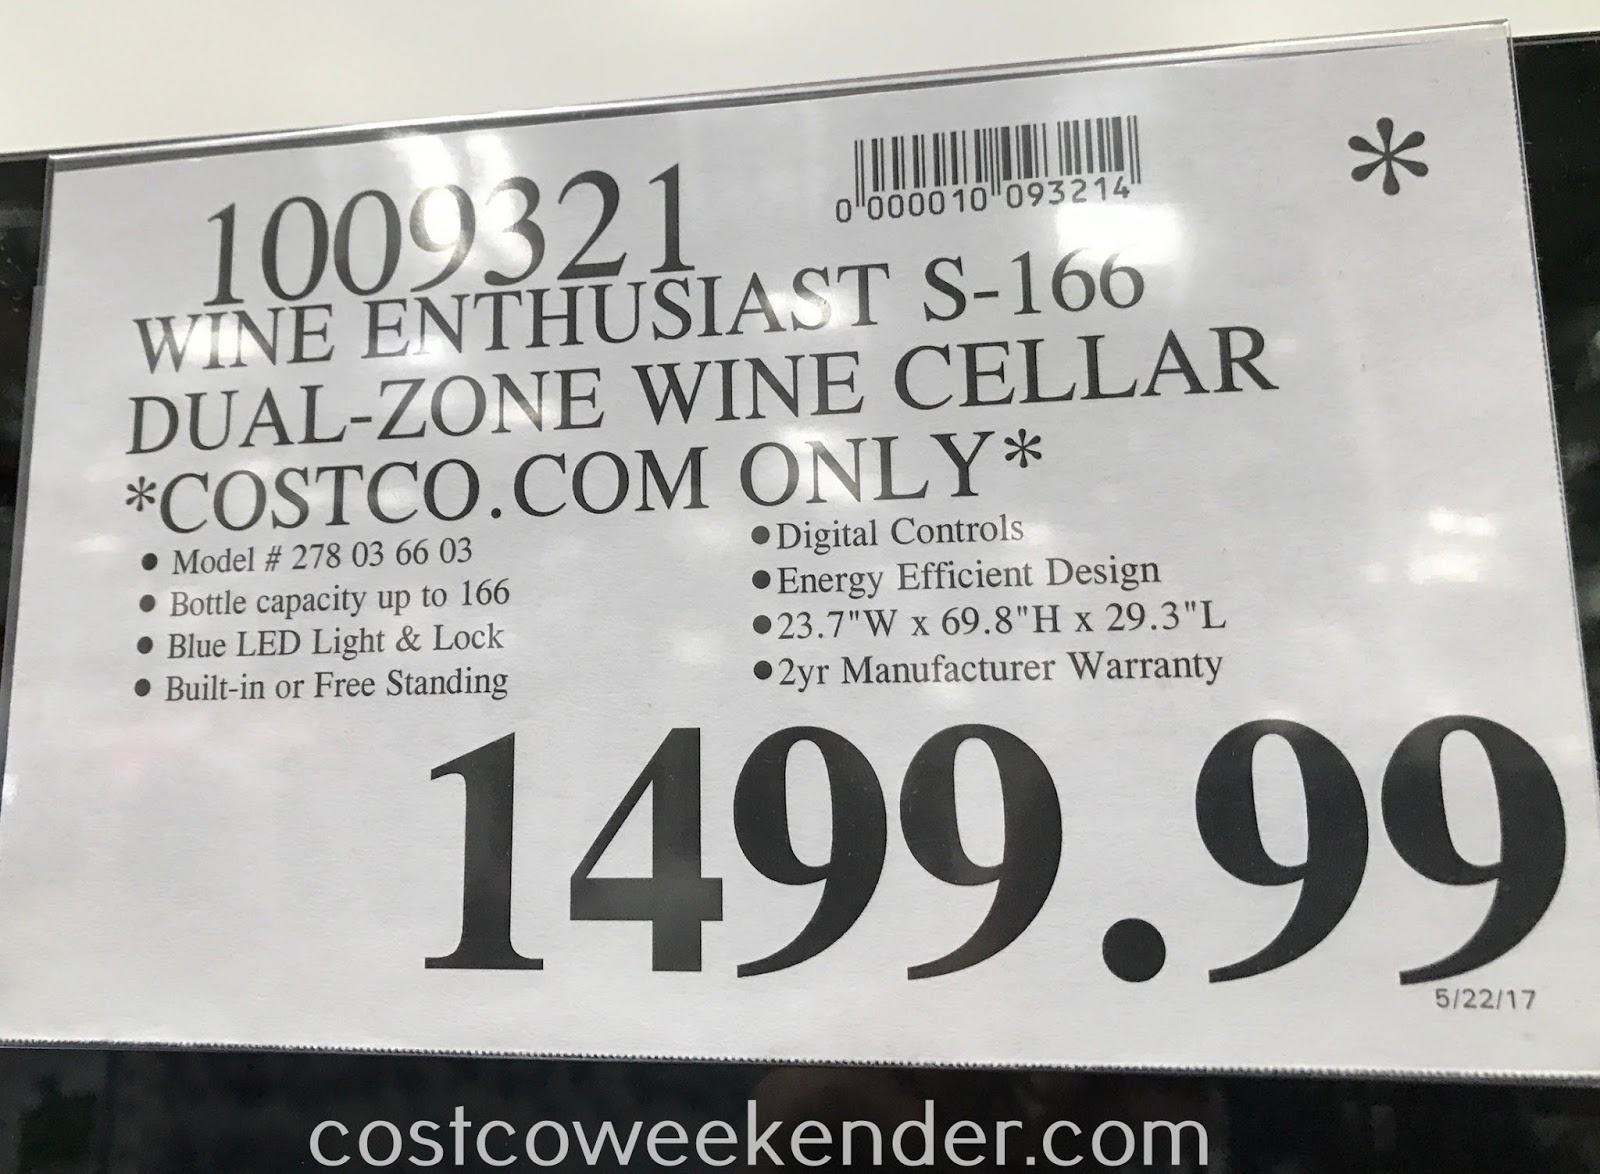 1009321
0 000010 093214
*
WINE ENTHUSIAST S-166
DUAL-ZONE WINE CELLAR
*COSTCO.COM ONLY*
● Model # 278 03 66 03
● Bottle capacity up to 166
● Blue LED Light & Lock
● Built-in or Free Standing
●Digital Controls
●Energy Efficient Design
●23.7"W x 69.8"H x 29.3"L
●2yr Manufacturer Warranty
1499.99
5/22/17
costcoweekender.com